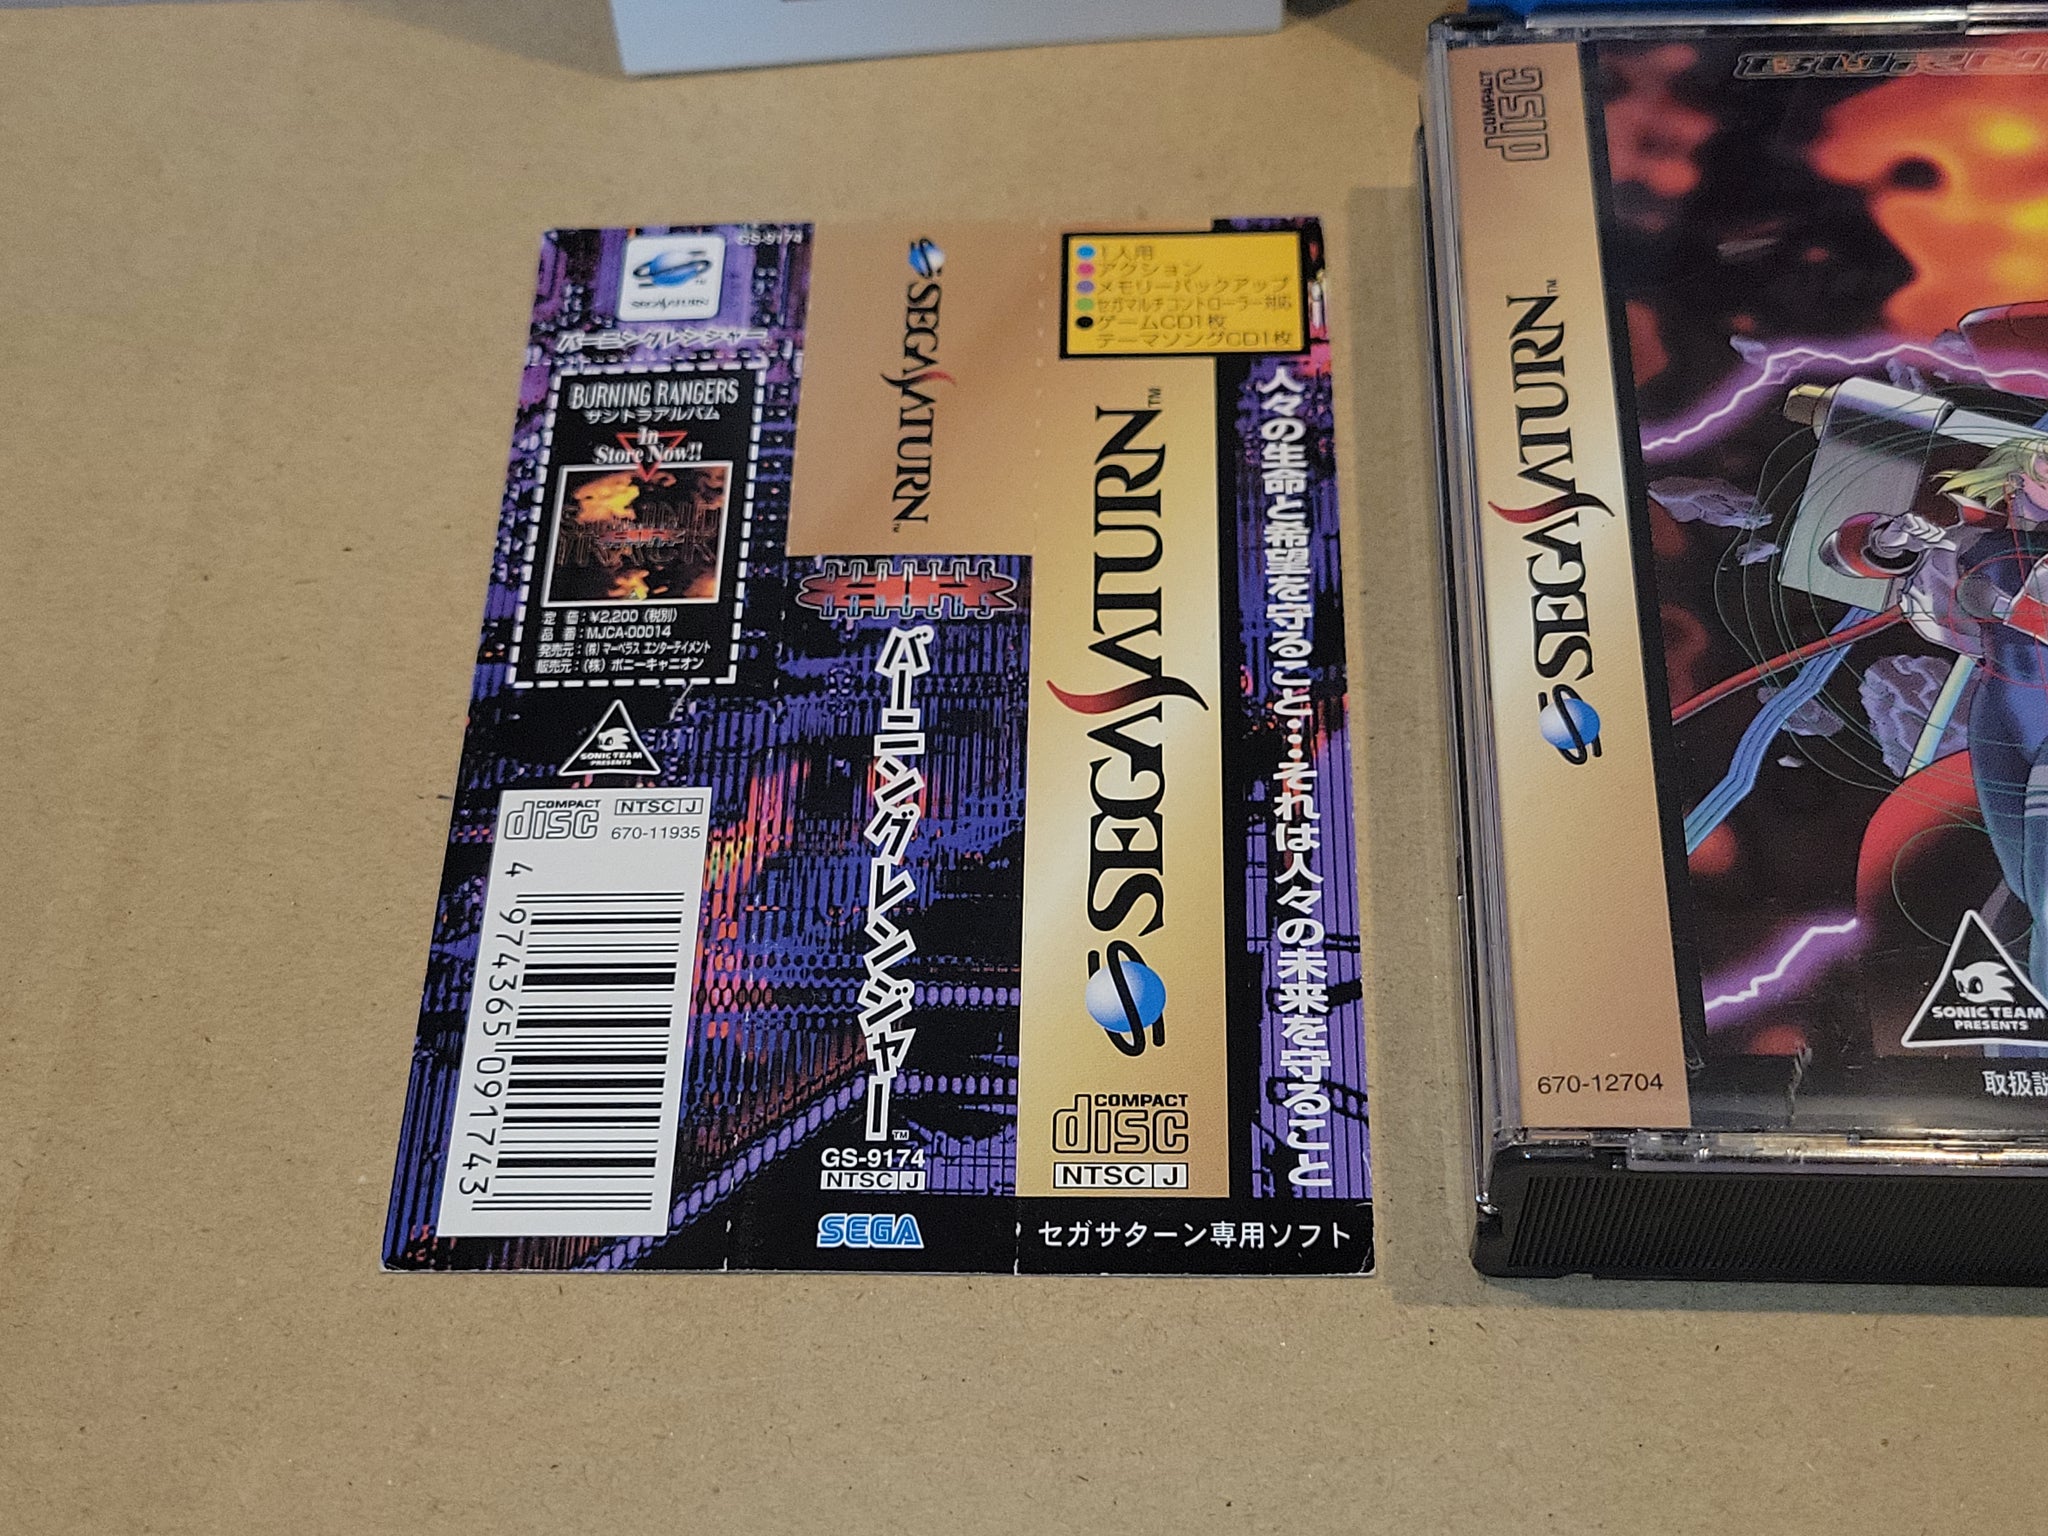 GS-9174
SEGA SATURN
バーニングレンジャー
BURNING RANGERS
サントラアルバム
In
Store Now!!
SOUND
TRACK
定 価：¥2,200（税別）
品 番：MJCA-00014
発売元：(株) マーベラス エンターテイメント
販売元：(株) ポニーキャニオン
SONIC TEAM
PRESENTS
COMPACT
disc
NTSC J
670-11935
4 974365 091743
SEGA SATURN™
BURNING
RANGERS
バーニングレンジャー™
GS-9174
NTSC J
SEGA
1人用
アクション
メモリーバックアップ
セガマルチコントローラー対応
ゲームCD1枚
テーマソングCD1枚
SEGA SATURN™
COMPACT
disc
NTSC J
人々の生命と希望を守ること…それは人々の未来を守ること
セガサターン専用ソフト
COMPACT
disc
SEGA SATURN™
670-12704
SONIC TEAM
PRESENTS
取扱説